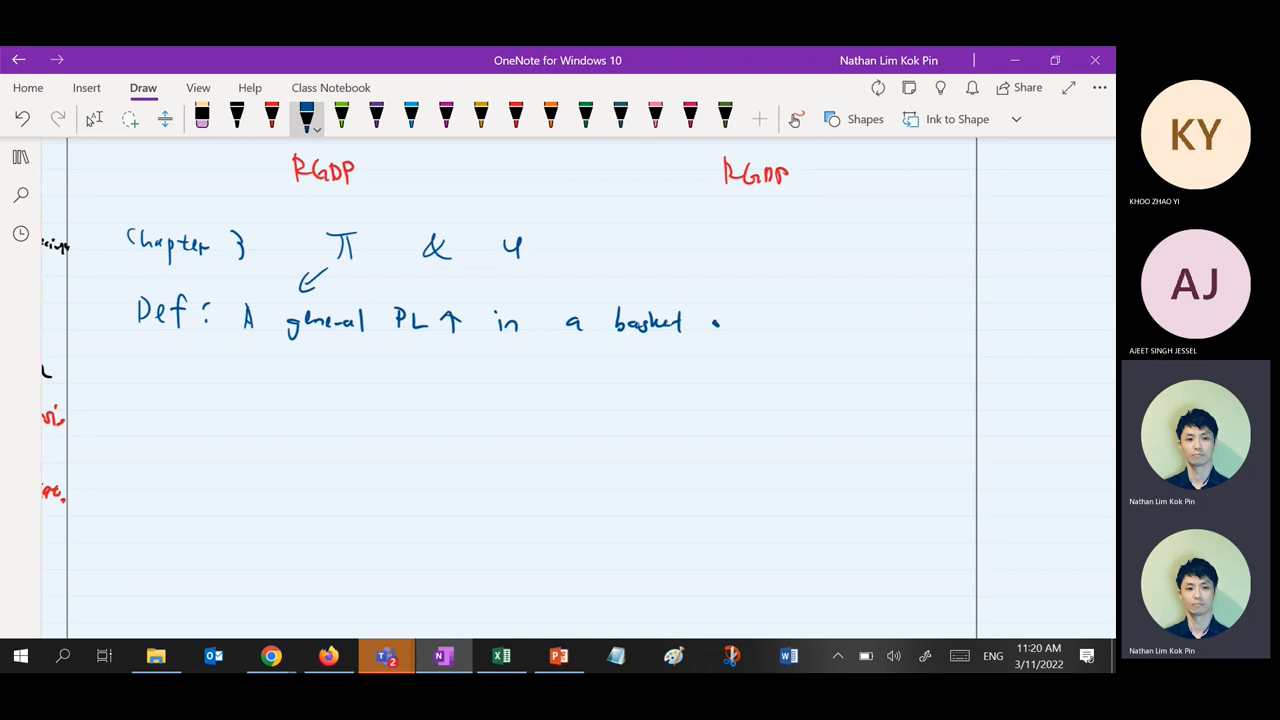 OneNote for Windows 10
Nathan Lim Kok Pin
Home Insert Draw View Help Class Notebook
Share
Shapes
Ink to Shape
RGDP RGDP
Chapter 3 π & 4
Def : A general PL ↑ in a basket
KY
KHOO ZHAO YI
AJ
AJEET SINGH JESSEL
Nathan Lim Kok Pin
Nathan Lim Kok Pin
2
ENG
11:20 AM
3/11/2022